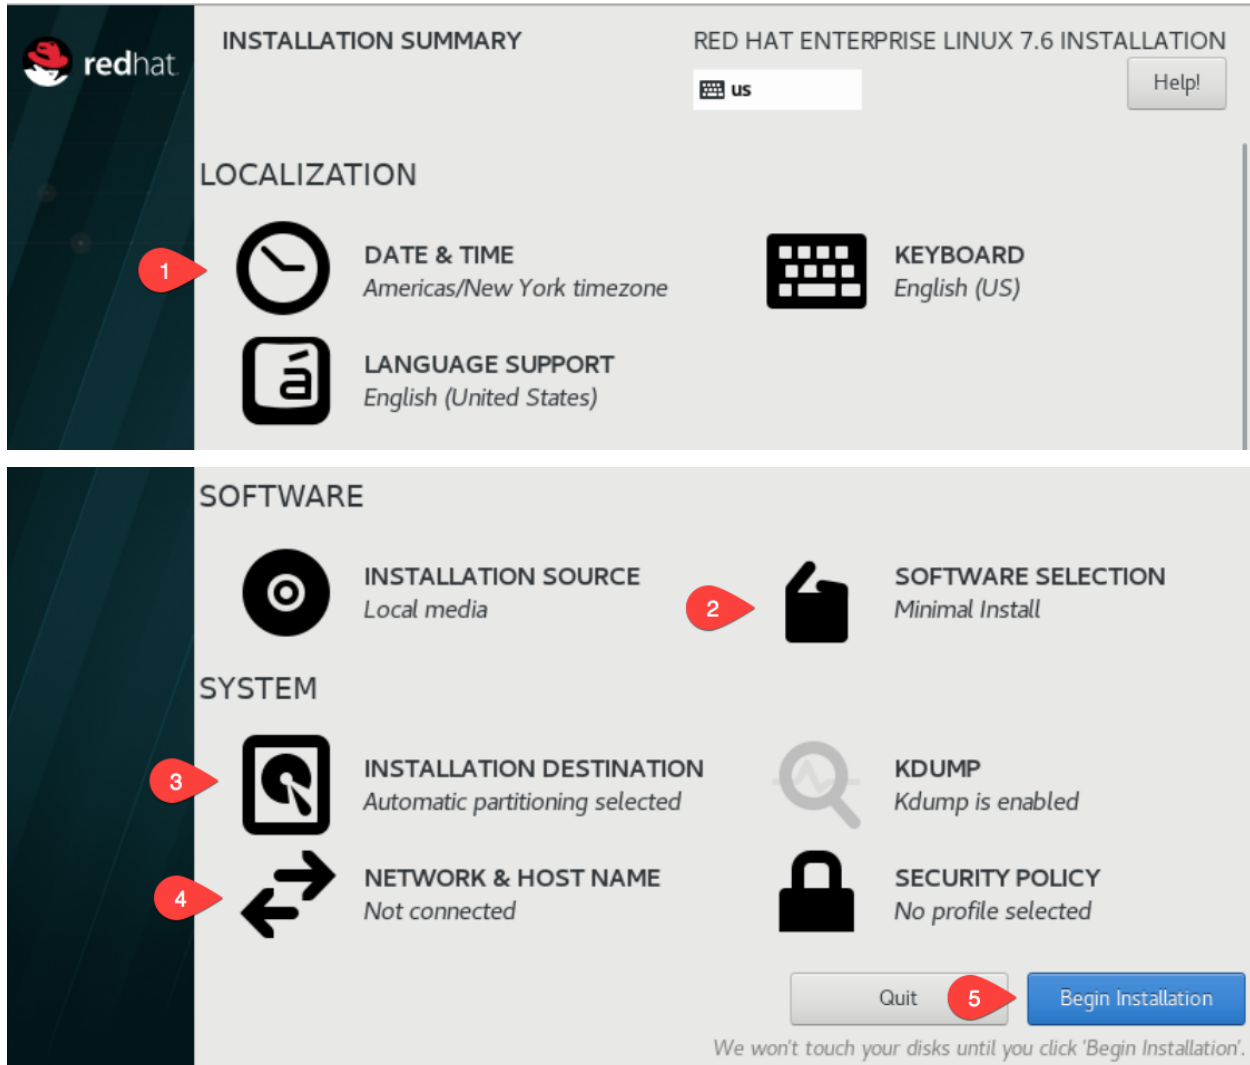 redhat.
INSTALLATION SUMMARY
RED HAT ENTERPRISE LINUX 7.6 INSTALLATION
us
Help!
LOCALIZATION
1
DATE & TIME
Americas/New York timezone
KEYBOARD
English (US)
á
LANGUAGE SUPPORT
English (United States)
SOFTWARE
INSTALLATION SOURCE
Local media
2
SOFTWARE SELECTION
Minimal Install
SYSTEM
3
INSTALLATION DESTINATION
Automatic partitioning selected
KDUMP
Kdump is enabled
4
NETWORK & HOST NAME
Not connected
SECURITY POLICY
No profile selected
Quit
5
Begin Installation
We won't touch your disks until you click 'Begin Installation'.